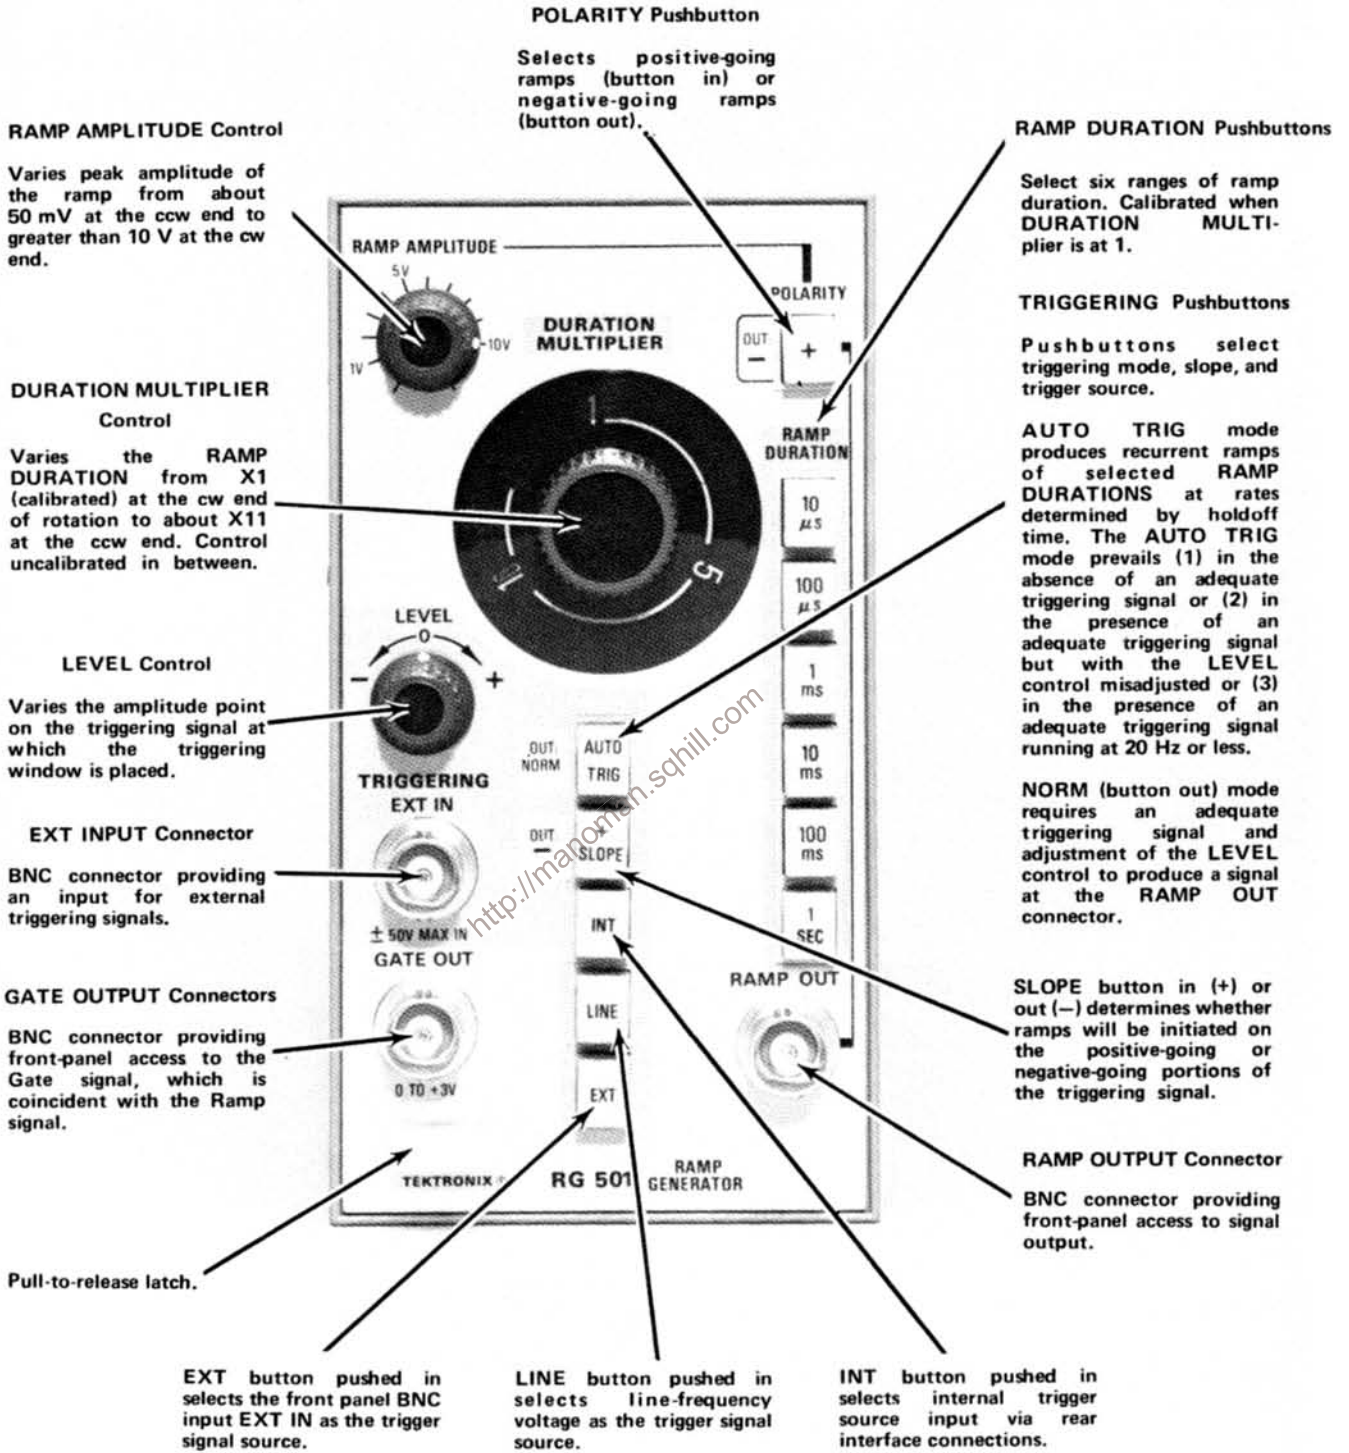 POLARITY Pushbutton
Selects positive-going
ramps (button in) or
negative-going ramps
(button out).
RAMP AMPLITUDE Control
Varies peak amplitude of
the ramp from about
50 mV at the ccw end to
greater than 10 V at the cw
end.
DURATION MULTIPLIER
Control
Varies the RAMP
DURATION from X1
(calibrated) at the cw end
of rotation to about X11
at the ccw end. Control
uncalibrated in between.
LEVEL Control
Varies the amplitude point
on the triggering signal at
which the triggering
window is placed.
EXT INPUT Connector
BNC connector providing
an input for external
triggering signals.
GATE OUTPUT Connectors
BNC connector providing
front-panel access to the
Gate signal, which is
coincident with the Ramp
signal.
Pull-to-release latch.
RAMP AMPLITUDE
5V
10V
1V
POLARITY
OUT
−
+
DURATION
MULTIPLIER
1
5
11
RAMP
DURATION
10
µs
100
µs
1
ms
10
ms
100
ms
1
SEC
LEVEL
0
−
+
TRIGGERING
EXT IN
± 50V MAX IN
GATE OUT
0 TO +3V
OUT
NORM
AUTO
TRIG
OUT
−
+
SLOPE
INT
LINE
EXT
RAMP OUT
TEKTRONIX
RG 501
RAMP
GENERATOR
http://manoman.sqhill.com
RAMP DURATION Pushbuttons
Select six ranges of ramp
duration. Calibrated when
DURATION MULTI-
plier is at 1.
TRIGGERING Pushbuttons
Pushbuttons select
triggering mode, slope, and
trigger source.
AUTO TRIG mode
produces recurrent ramps
of selected RAMP
DURATIONS at rates
determined by holdoff
time. The AUTO TRIG
mode prevails (1) in the
absence of an adequate
triggering signal or (2) in
the presence of an
adequate triggering signal
but with the LEVEL
control misadjusted or (3)
in the presence of an
adequate triggering signal
running at 20 Hz or less.
NORM (button out) mode
requires an adequate
triggering signal and
adjustment of the LEVEL
control to produce a signal
at the RAMP OUT
connector.
SLOPE button in (+) or
out (−) determines whether
ramps will be initiated on
the positive-going or
negative-going portions of
the triggering signal.
RAMP OUTPUT Connector
BNC connector providing
front-panel access to signal
output.
EXT button pushed in
selects the front panel BNC
input EXT IN as the trigger
signal source.
LINE button pushed in
selects line-frequency
voltage as the trigger signal
source.
INT button pushed in
selects internal trigger
source input via rear
interface connections.